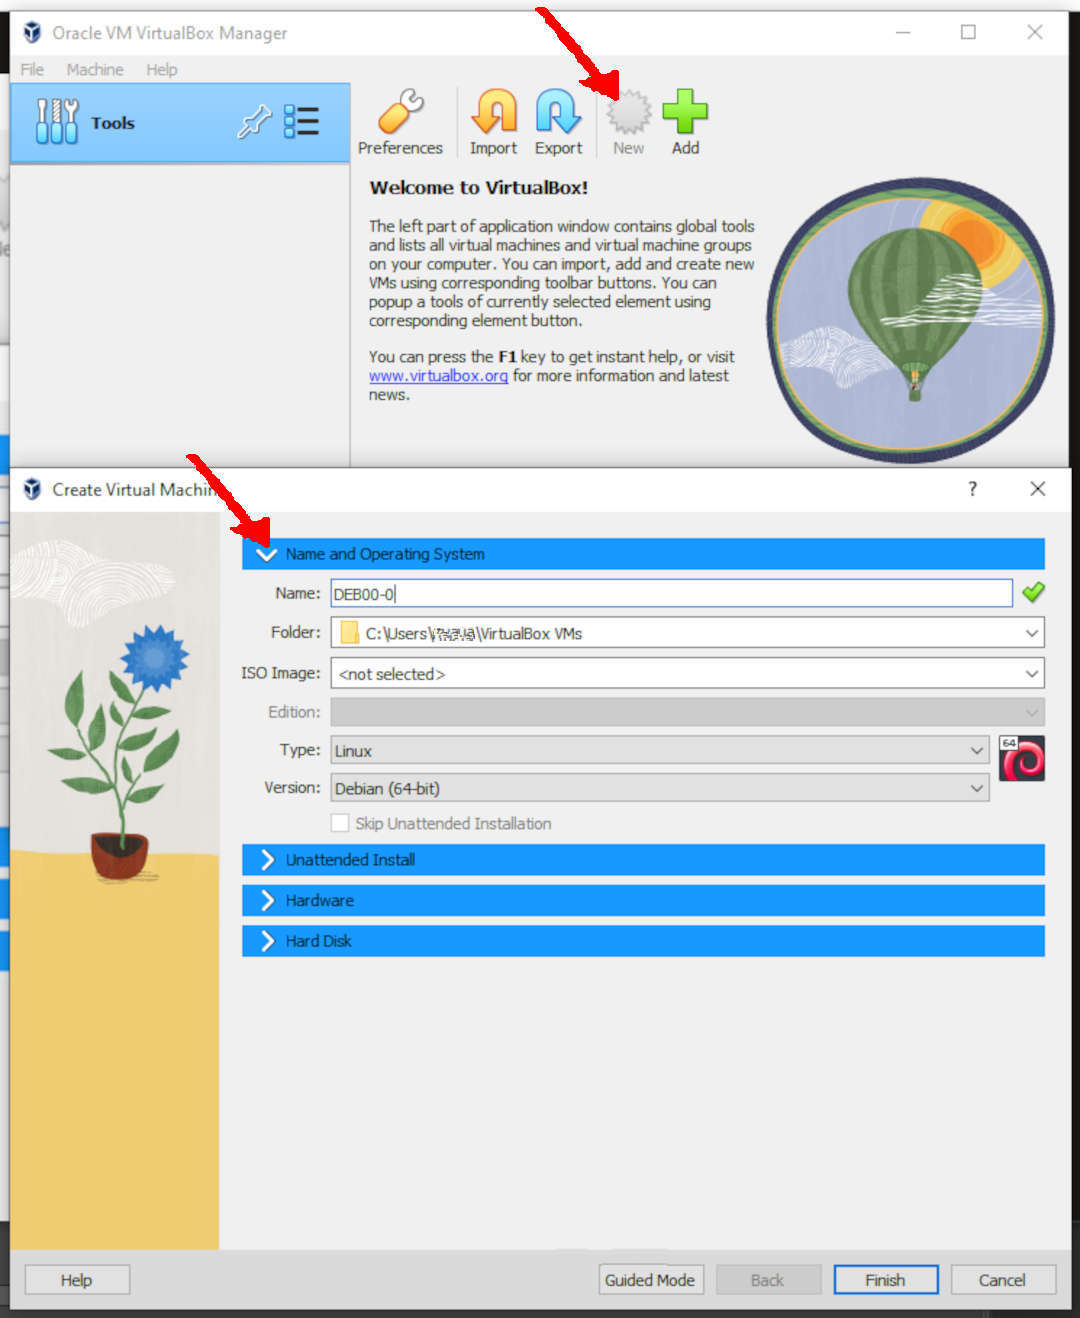 Oracle VM VirtualBox Manager
File Machine Help
Tools
Preferences Import Export New Add
Welcome to VirtualBox!
The left part of application window contains global tools
and lists all virtual machines and virtual machine groups
on your computer. You can import, add and create new
VMs using corresponding toolbar buttons. You can
popup a tools of currently selected element using
corresponding element button.
You can press the F1 key to get instant help, or visit
www.virtualbox.org for more information and latest
news.
Create Virtual Machin
?
Name and Operating System
Name: DEB00-0
Folder: C:\Users\ \VirtualBox VMs
ISO Image: <not selected>
Edition:
Type: Linux
64
Version: Debian (64-bit)
Skip Unattended Installation
Unattended Install
Hardware
Hard Disk
Help Guided Mode Back Finish Cancel